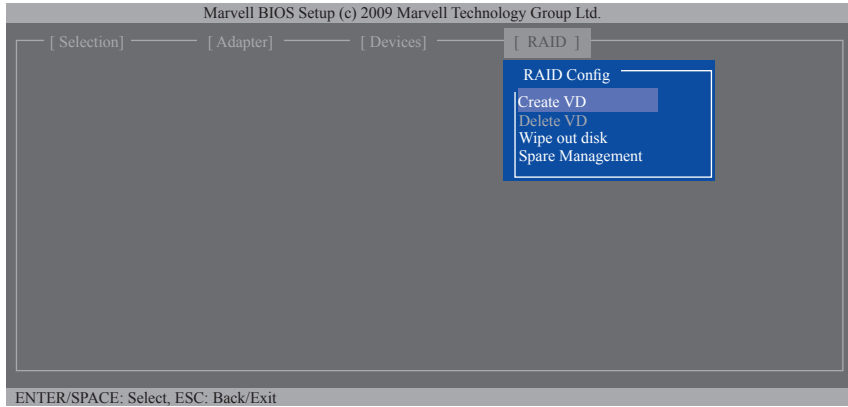 Marvell BIOS Setup (c) 2009 Marvell Technology Group Ltd.
[ Selection] [ Adapter] [ Devices] [ RAID ]
RAID Config
Create VD
Delete VD
Wipe out disk
Spare Management
ENTER/SPACE: Select, ESC: Back/Exit